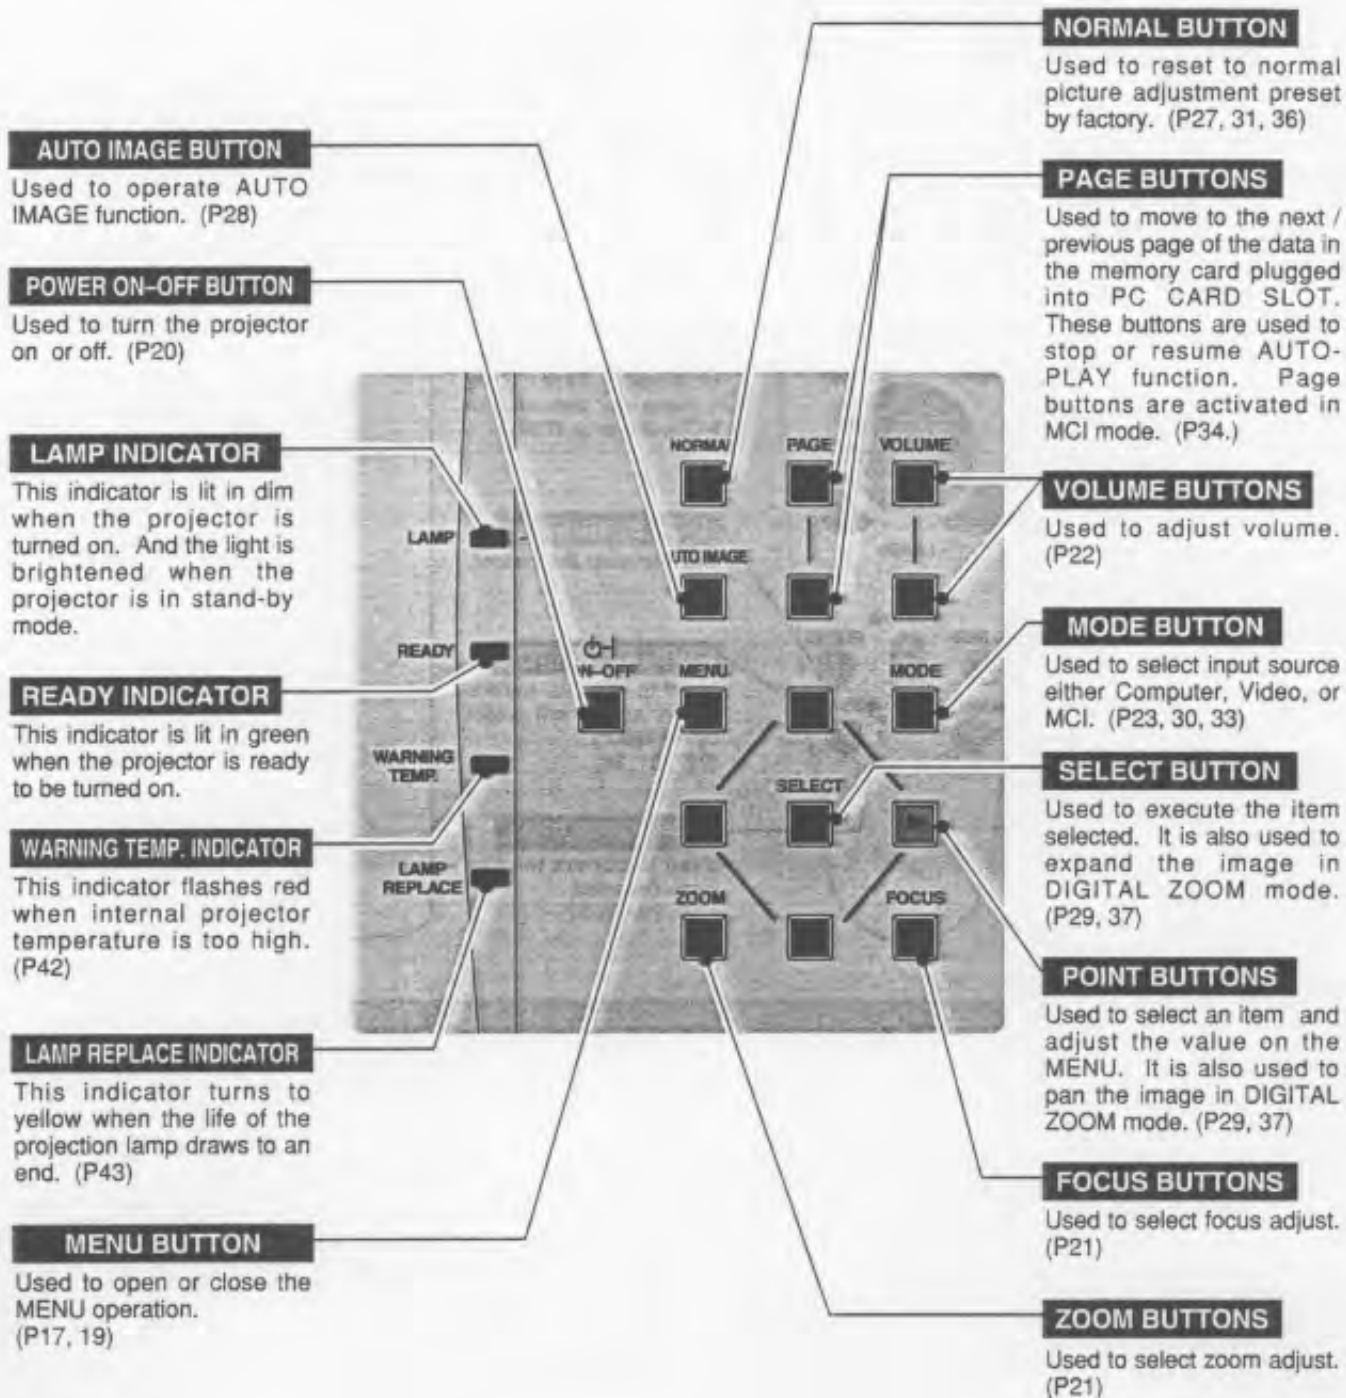 AUTO IMAGE BUTTON
Used to operate AUTO
IMAGE function. (P28)
POWER ON–OFF BUTTON
Used to turn the projector
on or off. (P20)
LAMP INDICATOR
This indicator is lit in dim
when the projector is
turned on. And the light is
brightened when the
projector is in stand-by
mode.
READY INDICATOR
This indicator is lit in green
when the projector is ready
to be turned on.
WARNING TEMP. INDICATOR
This indicator flashes red
when internal projector
temperature is too high.
(P42)
LAMP REPLACE INDICATOR
This indicator turns to
yellow when the life of the
projection lamp draws to an
end. (P43)
MENU BUTTON
Used to open or close the
MENU operation.
(P17, 19)
NORMAL PAGE VOLUME
LAMP
AUTO IMAGE
READY
ON–OFF MENU MODE
WARNING
TEMP.
SELECT
LAMP
REPLACE
ZOOM FOCUS
NORMAL BUTTON
Used to reset to normal
picture adjustment preset
by factory. (P27, 31, 36)
PAGE BUTTONS
Used to move to the next /
previous page of the data in
the memory card plugged
into PC CARD SLOT.
These buttons are used to
stop or resume AUTO-
PLAY function. Page
buttons are activated in
MCI mode. (P34.)
VOLUME BUTTONS
Used to adjust volume.
(P22)
MODE BUTTON
Used to select input source
either Computer, Video, or
MCI. (P23, 30, 33)
SELECT BUTTON
Used to execute the item
selected. It is also used to
expand the image in
DIGITAL ZOOM mode.
(P29, 37)
POINT BUTTONS
Used to select an item and
adjust the value on the
MENU. It is also used to
pan the image in DIGITAL
ZOOM mode. (P29, 37)
FOCUS BUTTONS
Used to select focus adjust.
(P21)
ZOOM BUTTONS
Used to select zoom adjust.
(P21)